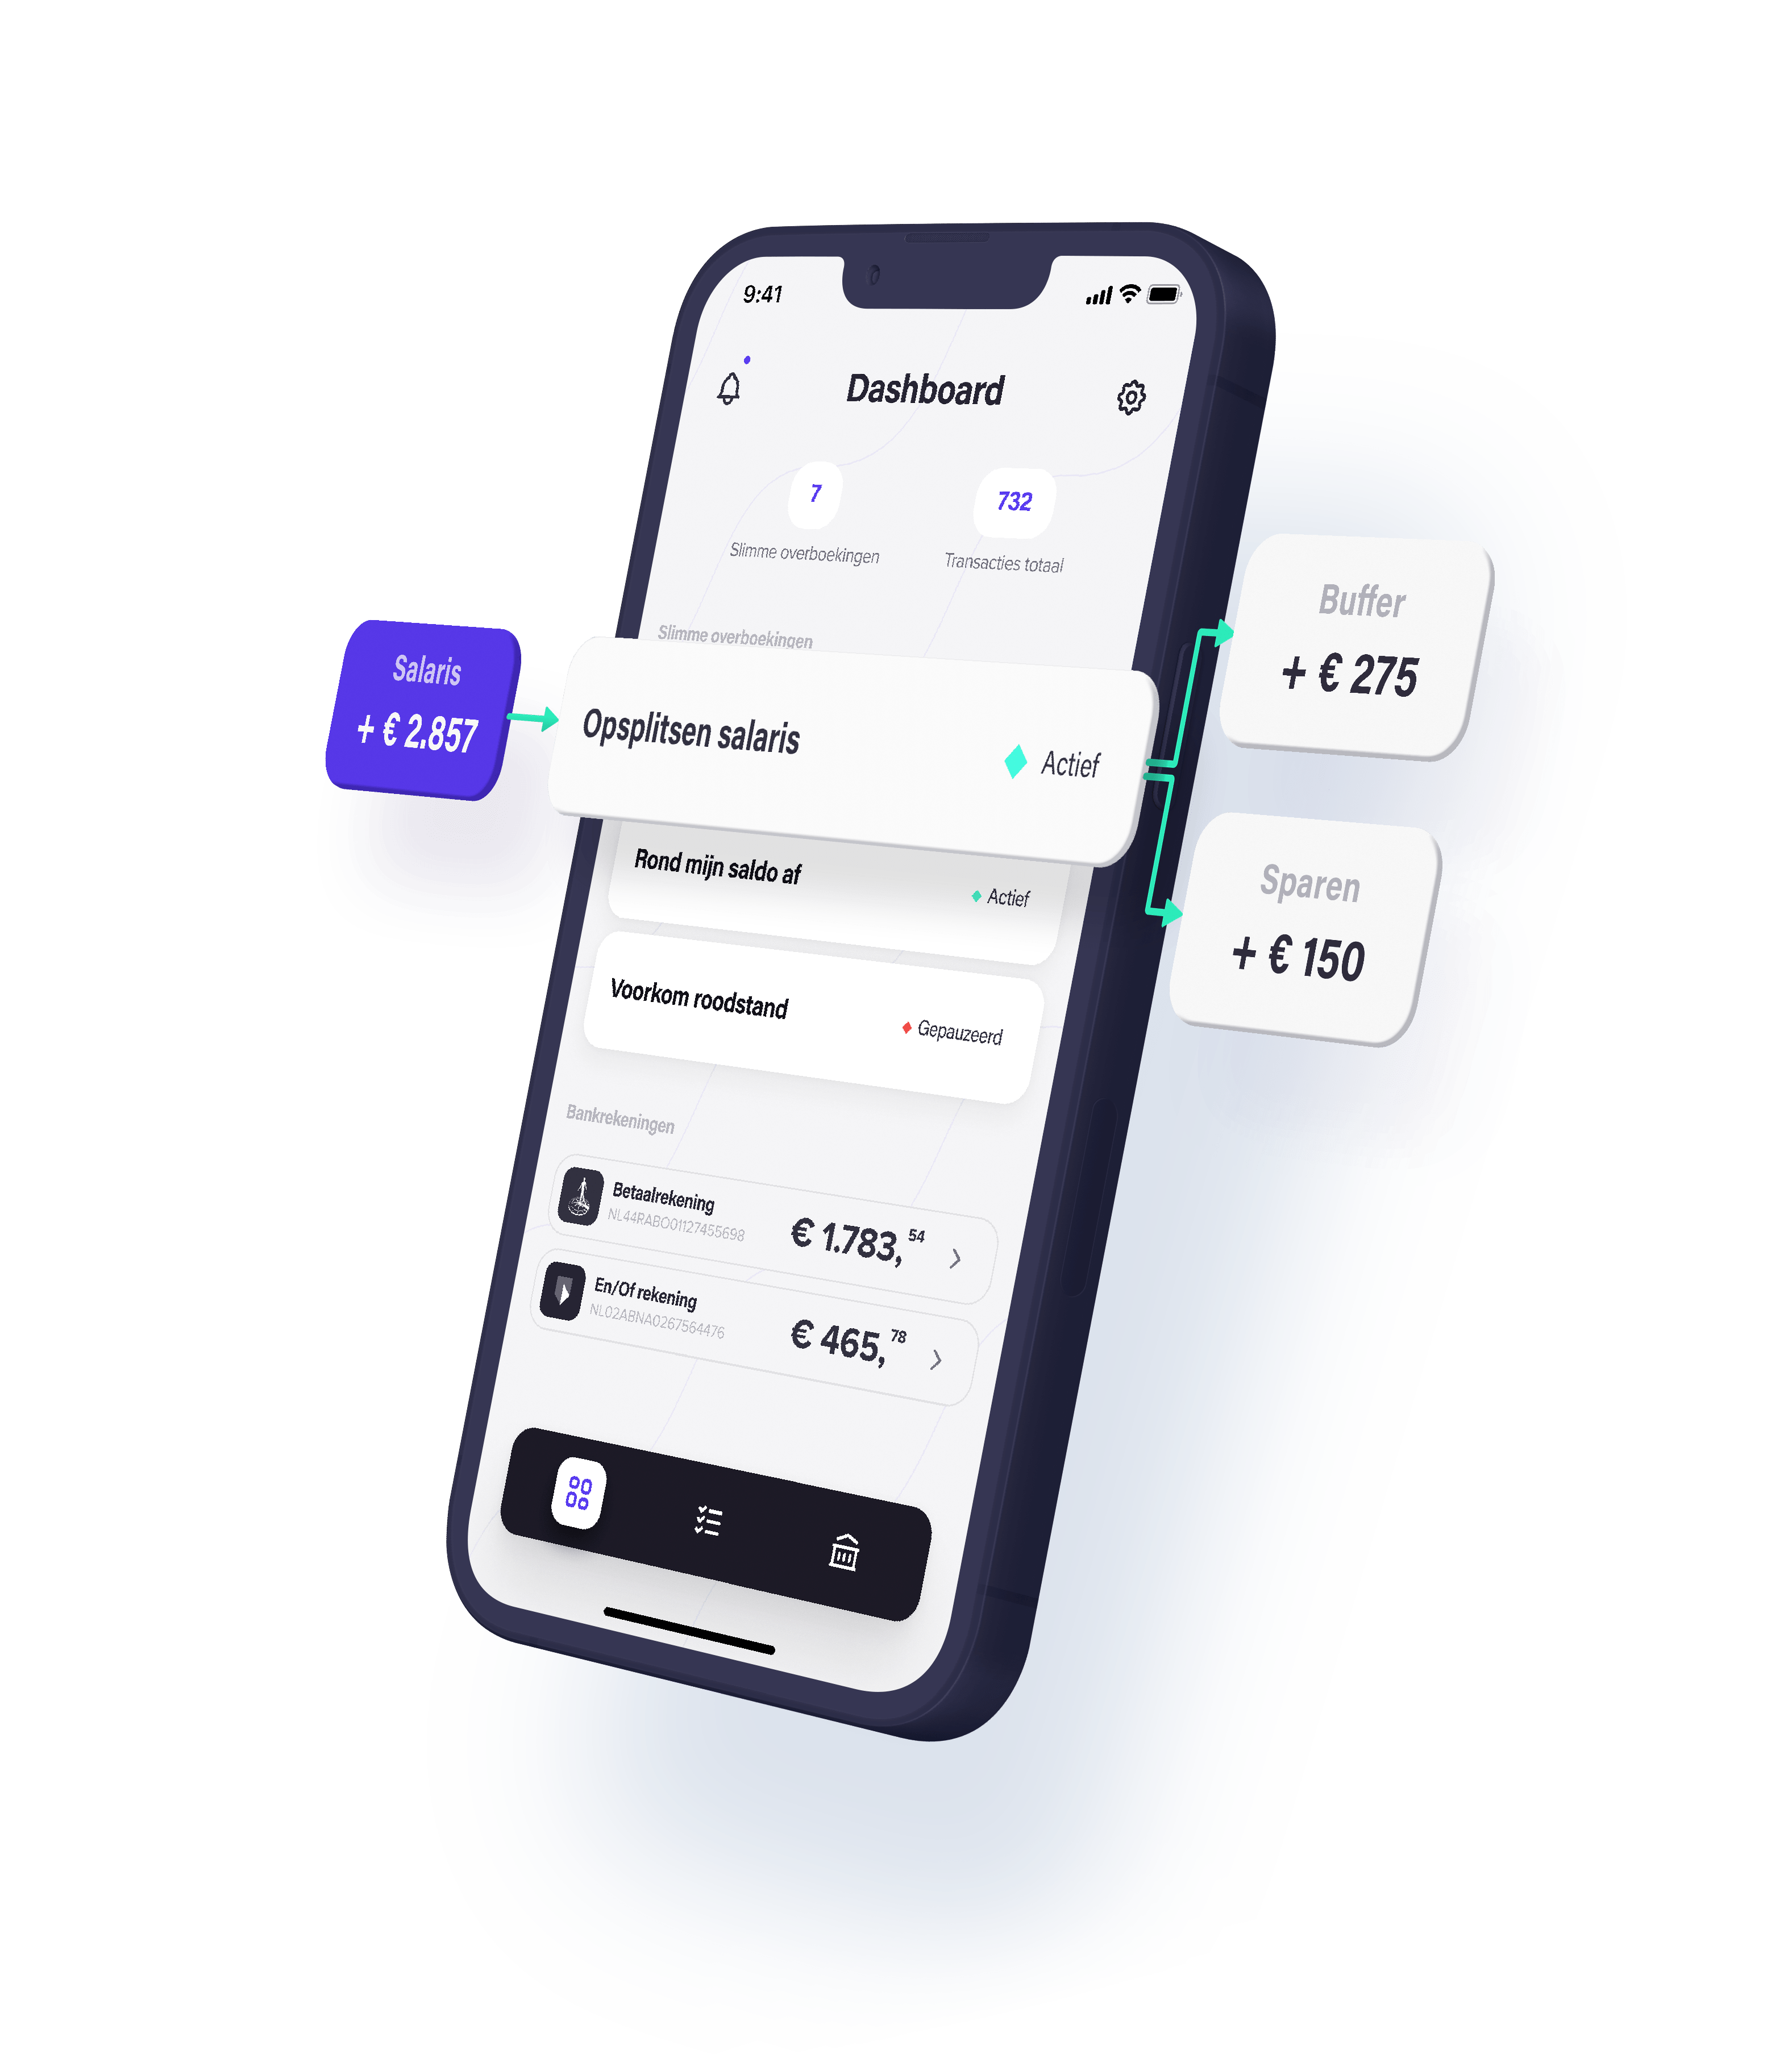 9:41
Dashboard
7
732
Slimme overboekingen
Transacties totaal
Slimme overboekingen
Salaris
+ € 2.857
Opsplitsen salaris
Actief
Buffer
+ € 275
Sparen
+ € 150
Rond mijn saldo af
Actief
Voorkom roodstand
Gepauzeerd
Bankrekeningen
Betaalrekening
NL44RABO01127455698
€ 1.783,54
En/Of rekening
NL02ABNA0267564476
€ 465,78